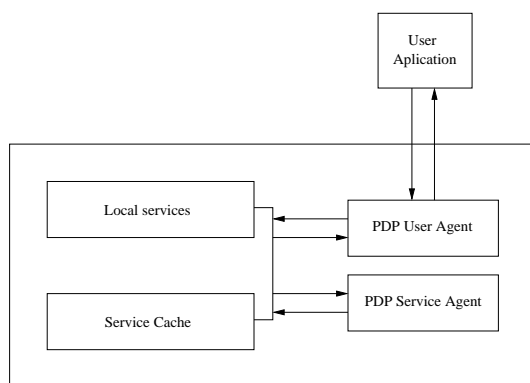 User
Aplication
Local services
PDP User Agent
PDP Service Agent
Service Cache